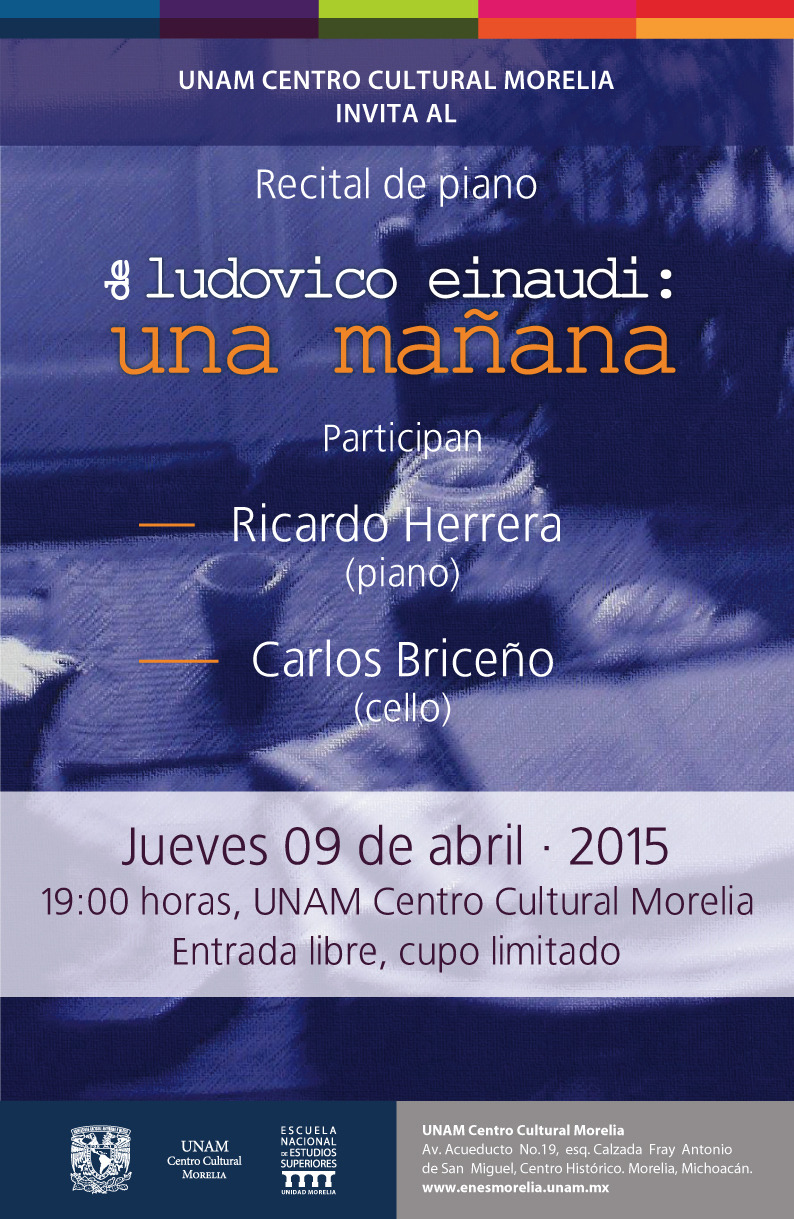 UNAM CENTRO CULTURAL MORELIA
INVITA AL
Recital de piano
de ludovico einaudi:
una mañana
Participan
Ricardo Herrera
(piano)
Carlos Briceño
(cello)
Jueves 09 de abril · 2015
19:00 horas, UNAM Centro Cultural Morelia
Entrada libre, cupo limitado
UNAM
Centro Cultural
MORELIA
ESCUELA
NACIONAL
DE ESTUDIOS
SUPERIORES
UNIDAD MORELIA
UNAM Centro Cultural Morelia
Av. Acueducto No.19, esq. Calzada Fray Antonio
de San Miguel, Centro Histórico. Morelia, Michoacán.
www.enesmorelia.unam.mx